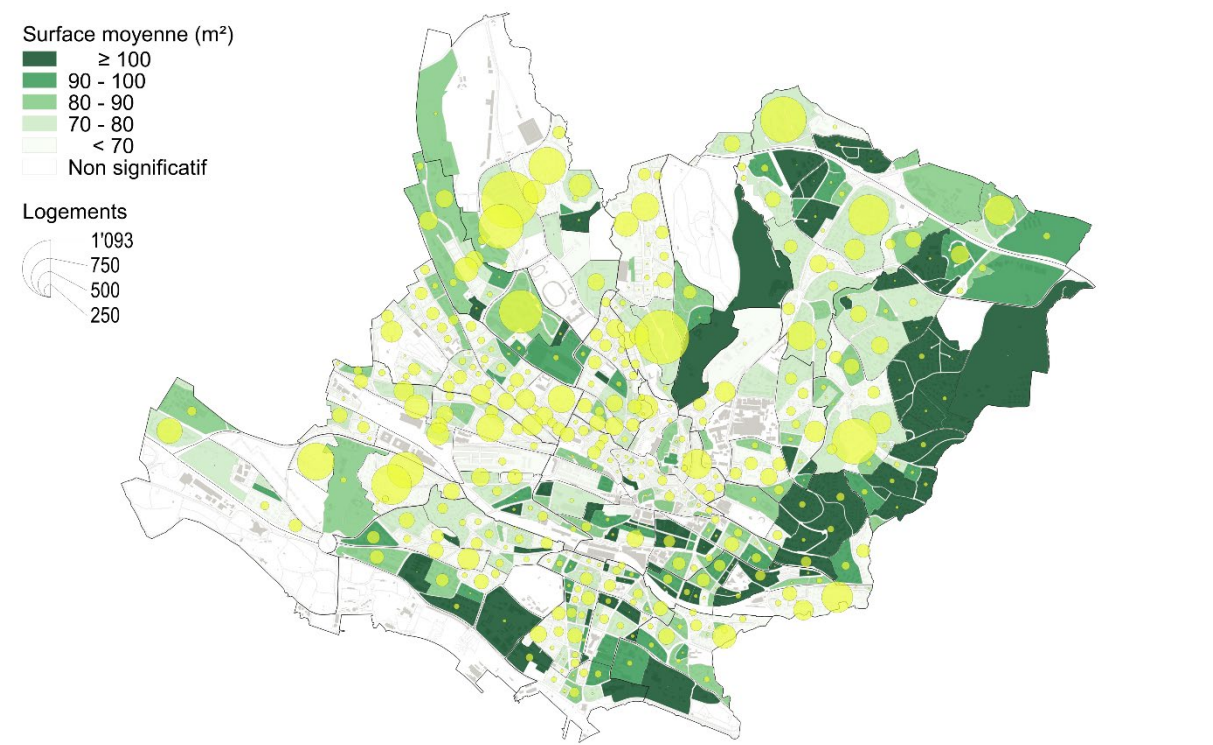 Surface moyenne (m²)
≥ 100
90 - 100
80 - 90
70 - 80
< 70
Non significatif
Logements
1'093
750
500
250